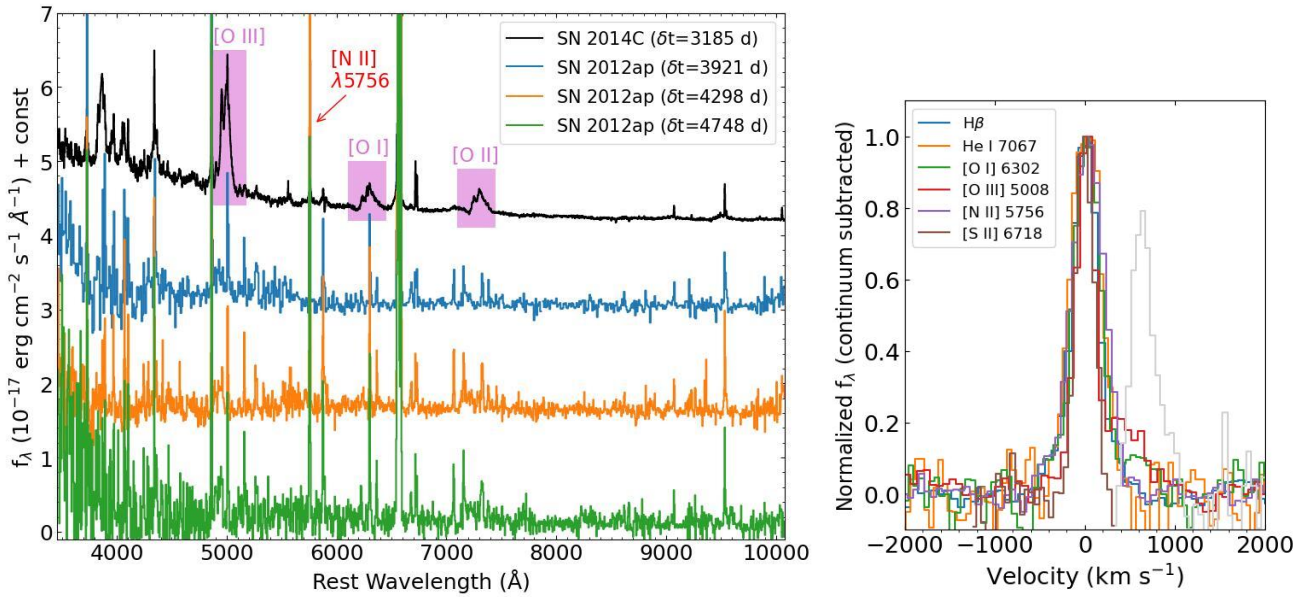 7
6
5
4
3
2
1
0
f_λ (10⁻¹⁷ erg cm⁻² s⁻¹ Å⁻¹) + const
[O III]
[N II]
λ5756
[O I]
[O II]
SN 2014C (δt=3185 d)
SN 2012ap (δt=3921 d)
SN 2012ap (δt=4298 d)
SN 2012ap (δt=4748 d)
4000 5000 6000 7000 8000 9000 10000
Rest Wavelength (Å)
Normalized f_λ (continum subtracted)
1.0
0.8
0.6
0.4
0.2
0.0
Hβ
He I 7067
[O I] 6302
[O III] 5008
[N II] 5756
[S II] 6718
−2000 −1000 0 1000 2000
Velocity (km s⁻¹)